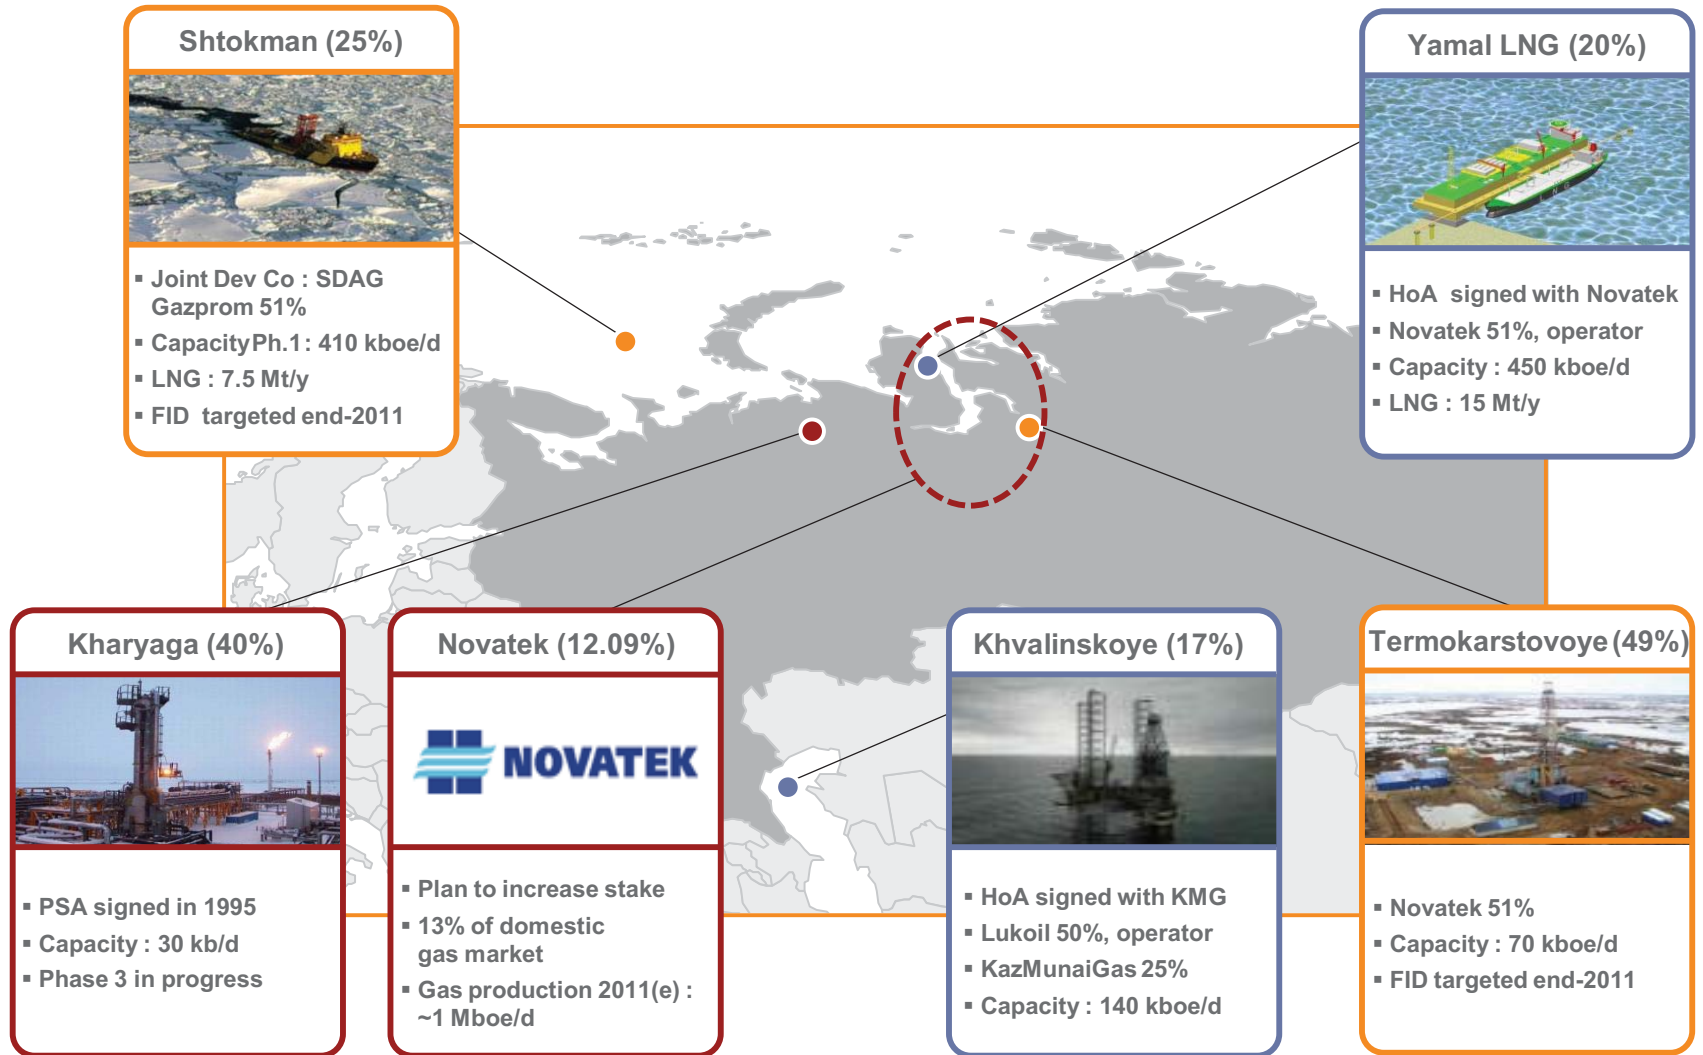 Shtokman (25%)
▪ Joint Dev Co : SDAG
Gazprom 51%
▪ Capacity Ph.1 : 410 kboe/d
▪ LNG : 7.5 Mt/y
▪ FID targeted end-2011
Yamal LNG (20%)
▪ HoA signed with Novatek
▪ Novatek 51%, operator
▪ Capacity : 450 kboe/d
▪ LNG : 15 Mt/y
Kharyaga (40%)
▪ PSA signed in 1995
▪ Capacity : 30 kb/d
▪ Phase 3 in progress
Novatek (12.09%)
NOVATEK
▪ Plan to increase stake
▪ 13% of domestic
gas market
▪ Gas production 2011(e) :
~1 Mboe/d
Khvalinskoye (17%)
▪ HoA signed with KMG
▪ Lukoil 50%, operator
▪ KazMunaiGas 25%
▪ Capacity : 140 kboe/d
Termokarstovoye (49%)
▪ Novatek 51%
▪ Capacity : 70 kboe/d
▪ FID targeted end-2011